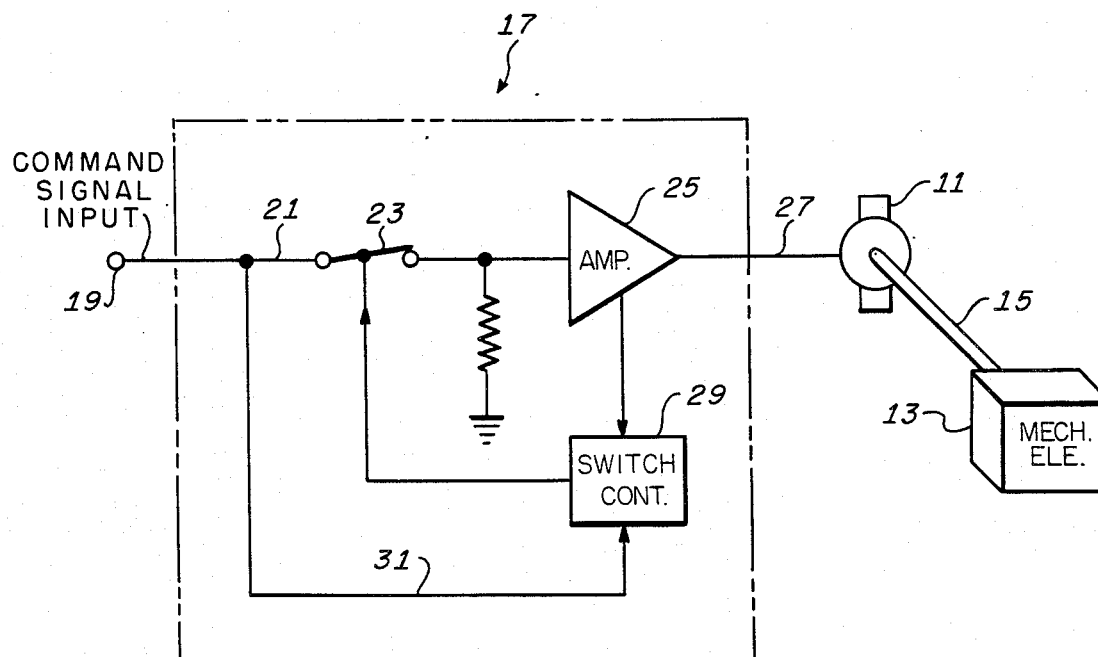 17
COMMAND
SIGNAL
INPUT
19
21
23
25
AMP.
27
11
15
13
MECH.
ELE.
29
SWITCH
CONT.
31